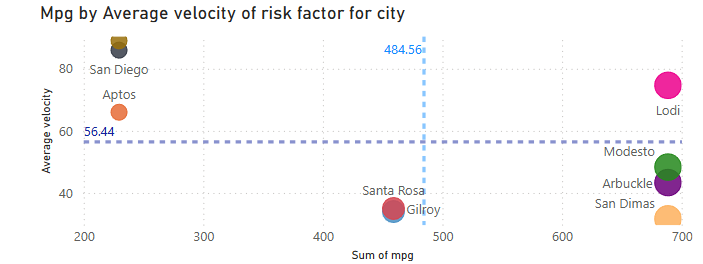 Mpg by Average velocity of risk factor for city
484.56
80
San Diego
Aptos
Lodi
60
56.44
Modesto
Arbuckle
Santa Rosa
San Dimas
Gilroy
40
Average velocity
200
300
400
500
600
700
Sum of mpg